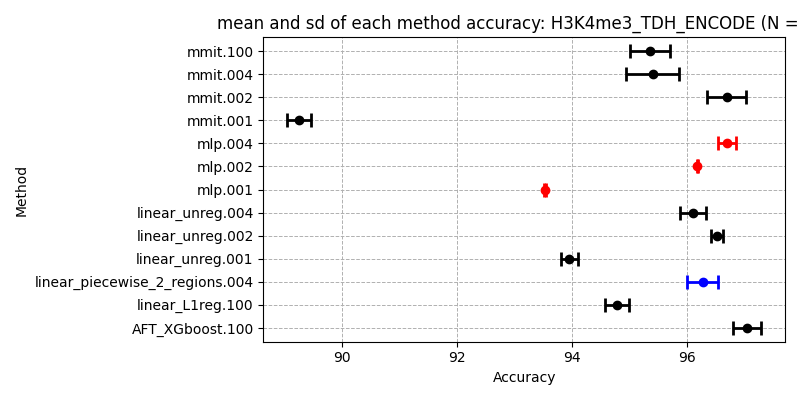 mean and sd of each method accuracy: H3K4me3_TDH_ENCODE (N =
mmit.100
mmit.004
mmit.002
mmit.001
mlp.004
mlp.002
mlp.001
linear_unreg.004
linear_unreg.002
linear_unreg.001
linear_piecewise_2_regions.004
linear_L1reg.100
AFT_XGboost.100
Method
90 92 94 96
Accuracy